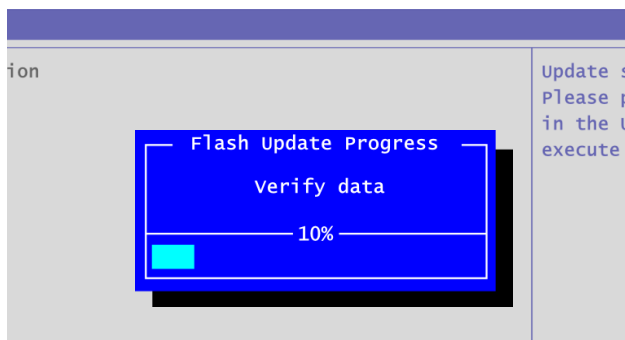 ion
Update
Please
in the
execute
Flash Update Progress
Verify data
10%